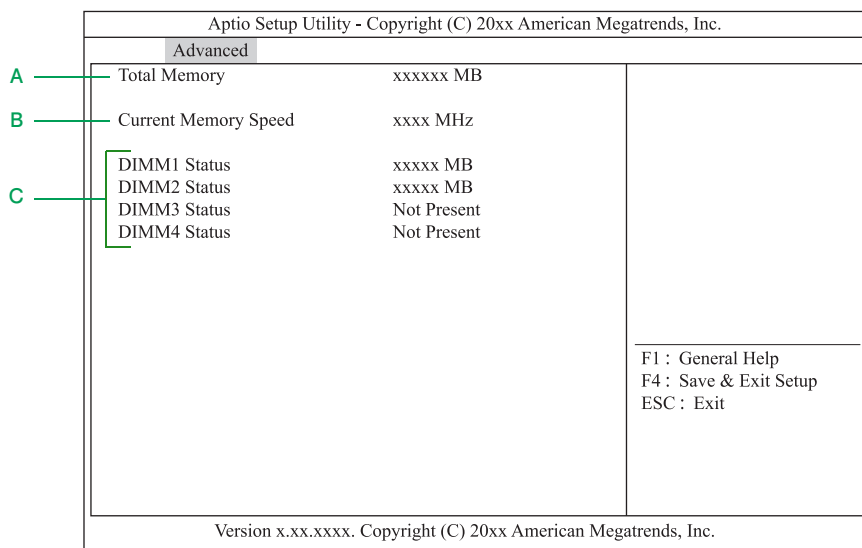 Aptio Setup Utility - Copyright (C) 20xx American Megatrends, Inc.
Advanced
A Total Memory xxxxxx MB
B Current Memory Speed xxxx MHz
C
DIMM1 Status xxxxx MB
DIMM2 Status xxxxx MB
DIMM3 Status Not Present
DIMM4 Status Not Present
F1 : General Help
F4 : Save & Exit Setup
ESC : Exit
Version x.xx.xxxx. Copyright (C) 20xx American Megatrends, Inc.